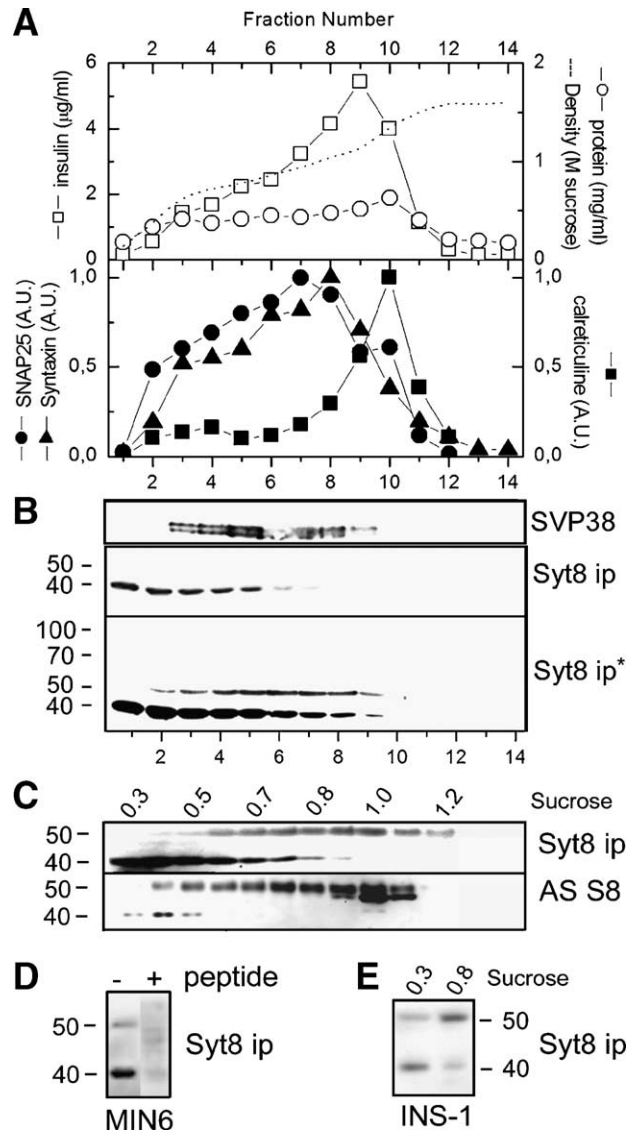 A
Fraction Number
2 4 6 8 10 12 14
—□— insulin (µg/ml)
6
4
2
0
2
1
0
—○— protein (mg/ml)
--- Density (M sucrose)
—●— SNAP25 (A.U.)
—▲— Syntaxin (A.U.)
1,0
0,5
0,0
1,0
0,5
0,0
calreticuline (A.U.)
—■—
2 4 6 8 10 12 14
B
SVP38
50 –
40 –
Syt8 ip
100 –
70 –
50 –
40 –
Syt8 ip*
2 4 6 8 10 12 14
C
0.3 0.5 0.7 0.8 1.0 1.2 Sucrose
50 –
40 –
Syt8 ip
50 –
40 –
AS S8
D
- + peptide
50 –
40 –
Syt8 ip
MIN6
E
0.3 0.8 Sucrose
– 50
– 40
Syt8 ip
INS-1